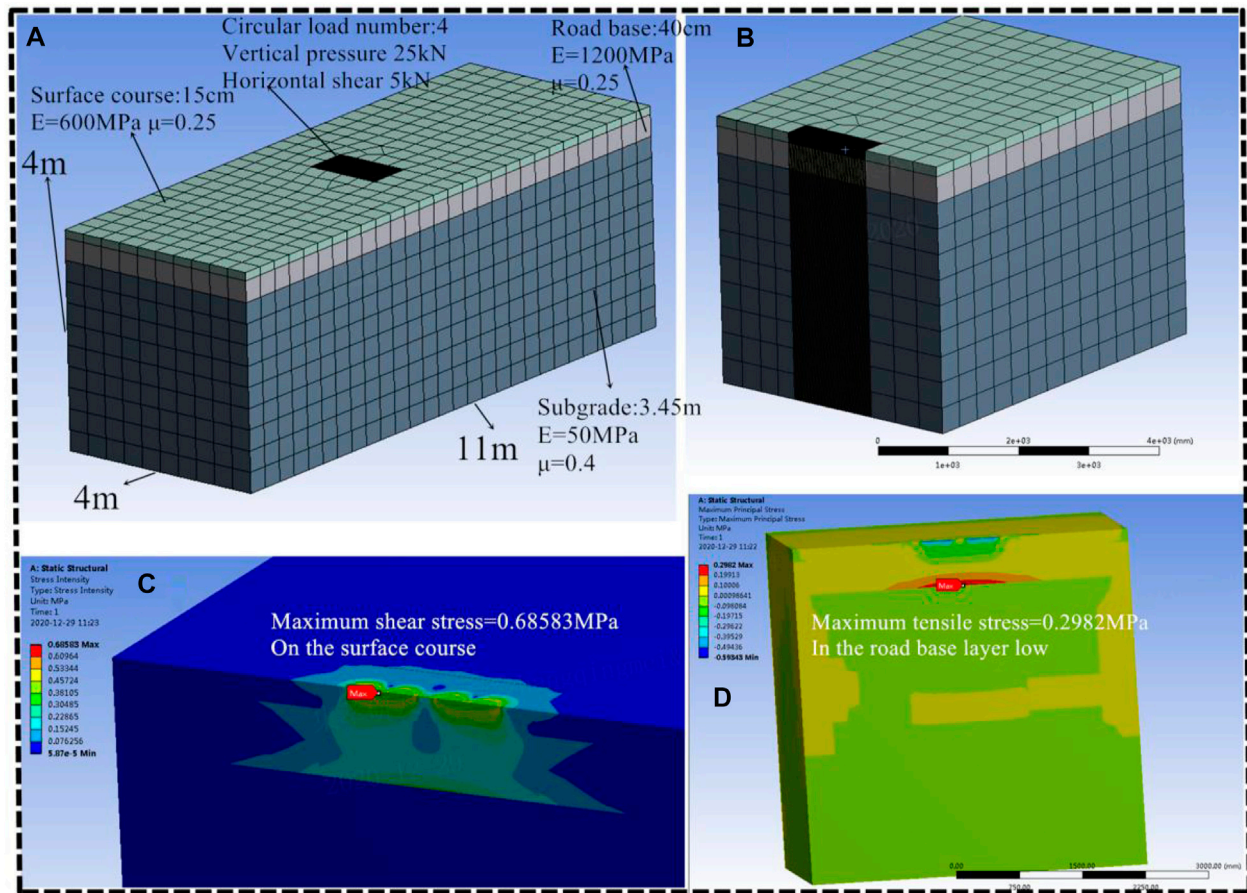 A
Circular load number:4
Vertical pressure 25kN
Horizontal shear 5kN
Road base:40cm
E=1200MPa
μ=0.25
Surface course:15cm
E=600MPa μ=0.25
4m
Subgrade:3.45m
E=50MPa
μ=0.4
11m
4m
B
0 2e+03 4e+03 (mm)
1e+03 3e+03
A: Static Structural
Stress Intensity
Type: Stress Intensity
Unit: MPa
Time: 1
2020-12-29 11:23
C
0.68583 Max
0.60964
0.53344
0.45724
0.38105
0.30485
0.22865
0.15245
0.076256
5.87e-5 Min
Maximum shear stress=0.68583MPa
On the surface course
Max
A: Static Structural
Maximum Principal Stress
Type: Maximum Principal Stress
Unit: MPa
Time: 1
2020-12-29 11:22
0.2982 Max
0.19913
0.10006
0.00098641
-0.098084
-0.19715
-0.29622
-0.39529
-0.49436
-0.59343 Min
Max
Maximum tensile stress=0.2982MPa
In the road base layer low
D
0.00 1500.00 3000.00 (mm)
750.00 2250.00